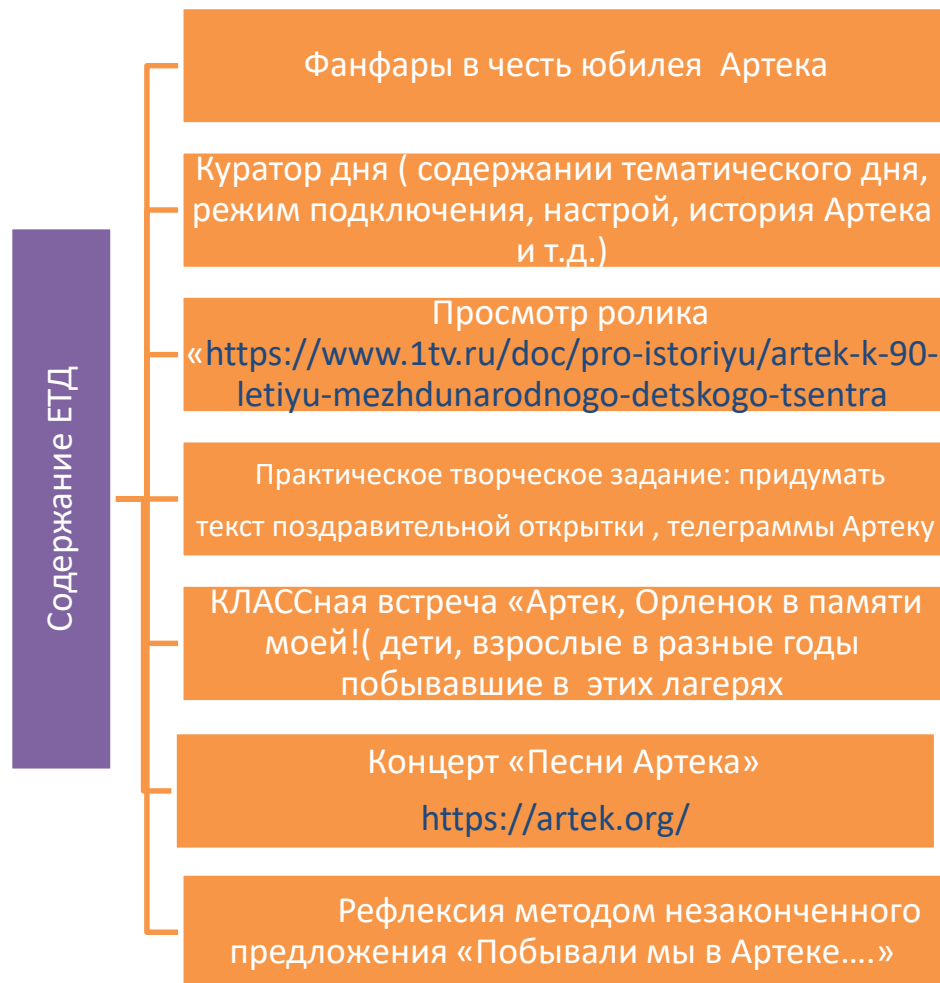 Содержание ЕТД
Фанфары в честь юбилея Артека
Куратор дня ( содержании тематического дня,
режим подключения, настрой, история Артека
и т.д.)
Просмотр ролика
«https://www.1tv.ru/doc/pro-istoriyu/artek-k-90-
letiyu-mezhdunarodnogo-detskogo-tsentra
Практическое творческое задание: придумать
текст поздравительной открытки , телеграммы Артеку
КЛАССная встреча «Артек, Орленок в памяти
моей!( дети, взрослые в разные годы
побывавшие в этих лагерях
Концерт «Песни Артека»
https://artek.org/
Рефлексия методом незаконченного
предложения «Побывали мы в Артеке....»